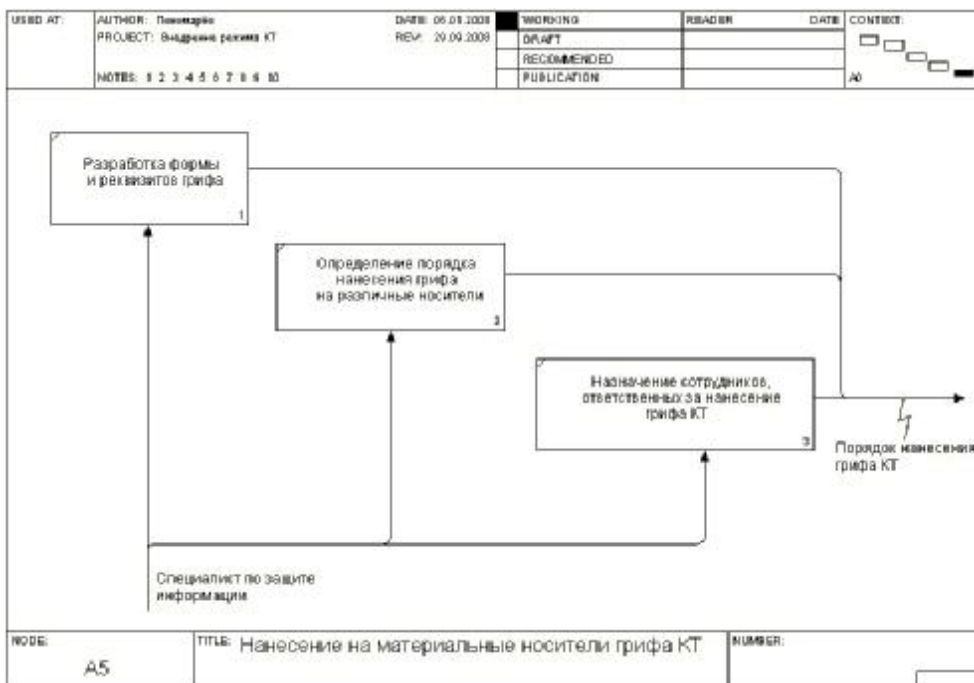 USED AT:
AUTHOR: Пономарёв
DATE: 06.05.2008
WORKING
READER
DATE
CONTEXT:
PROJECT: Внедрение режима КТ
REV: 29.09.2008
DRAFT
RECOMMENDED
NOTES: 1 2 3 4 5 6 7 8 9 10
PUBLICATION
A0
Разработка формы
и реквизитов грифа
1
Определение порядка
нанесения грифа
на различные носители
2
Назначение сотрудников,
ответственных за нанесение
грифа КТ
3
Порядок нанесения
грифа КТ
Специалист по защите
информации
NODE:
A5
TITLE:
Нанесение на материальные носители грифа КТ
NUMBER: